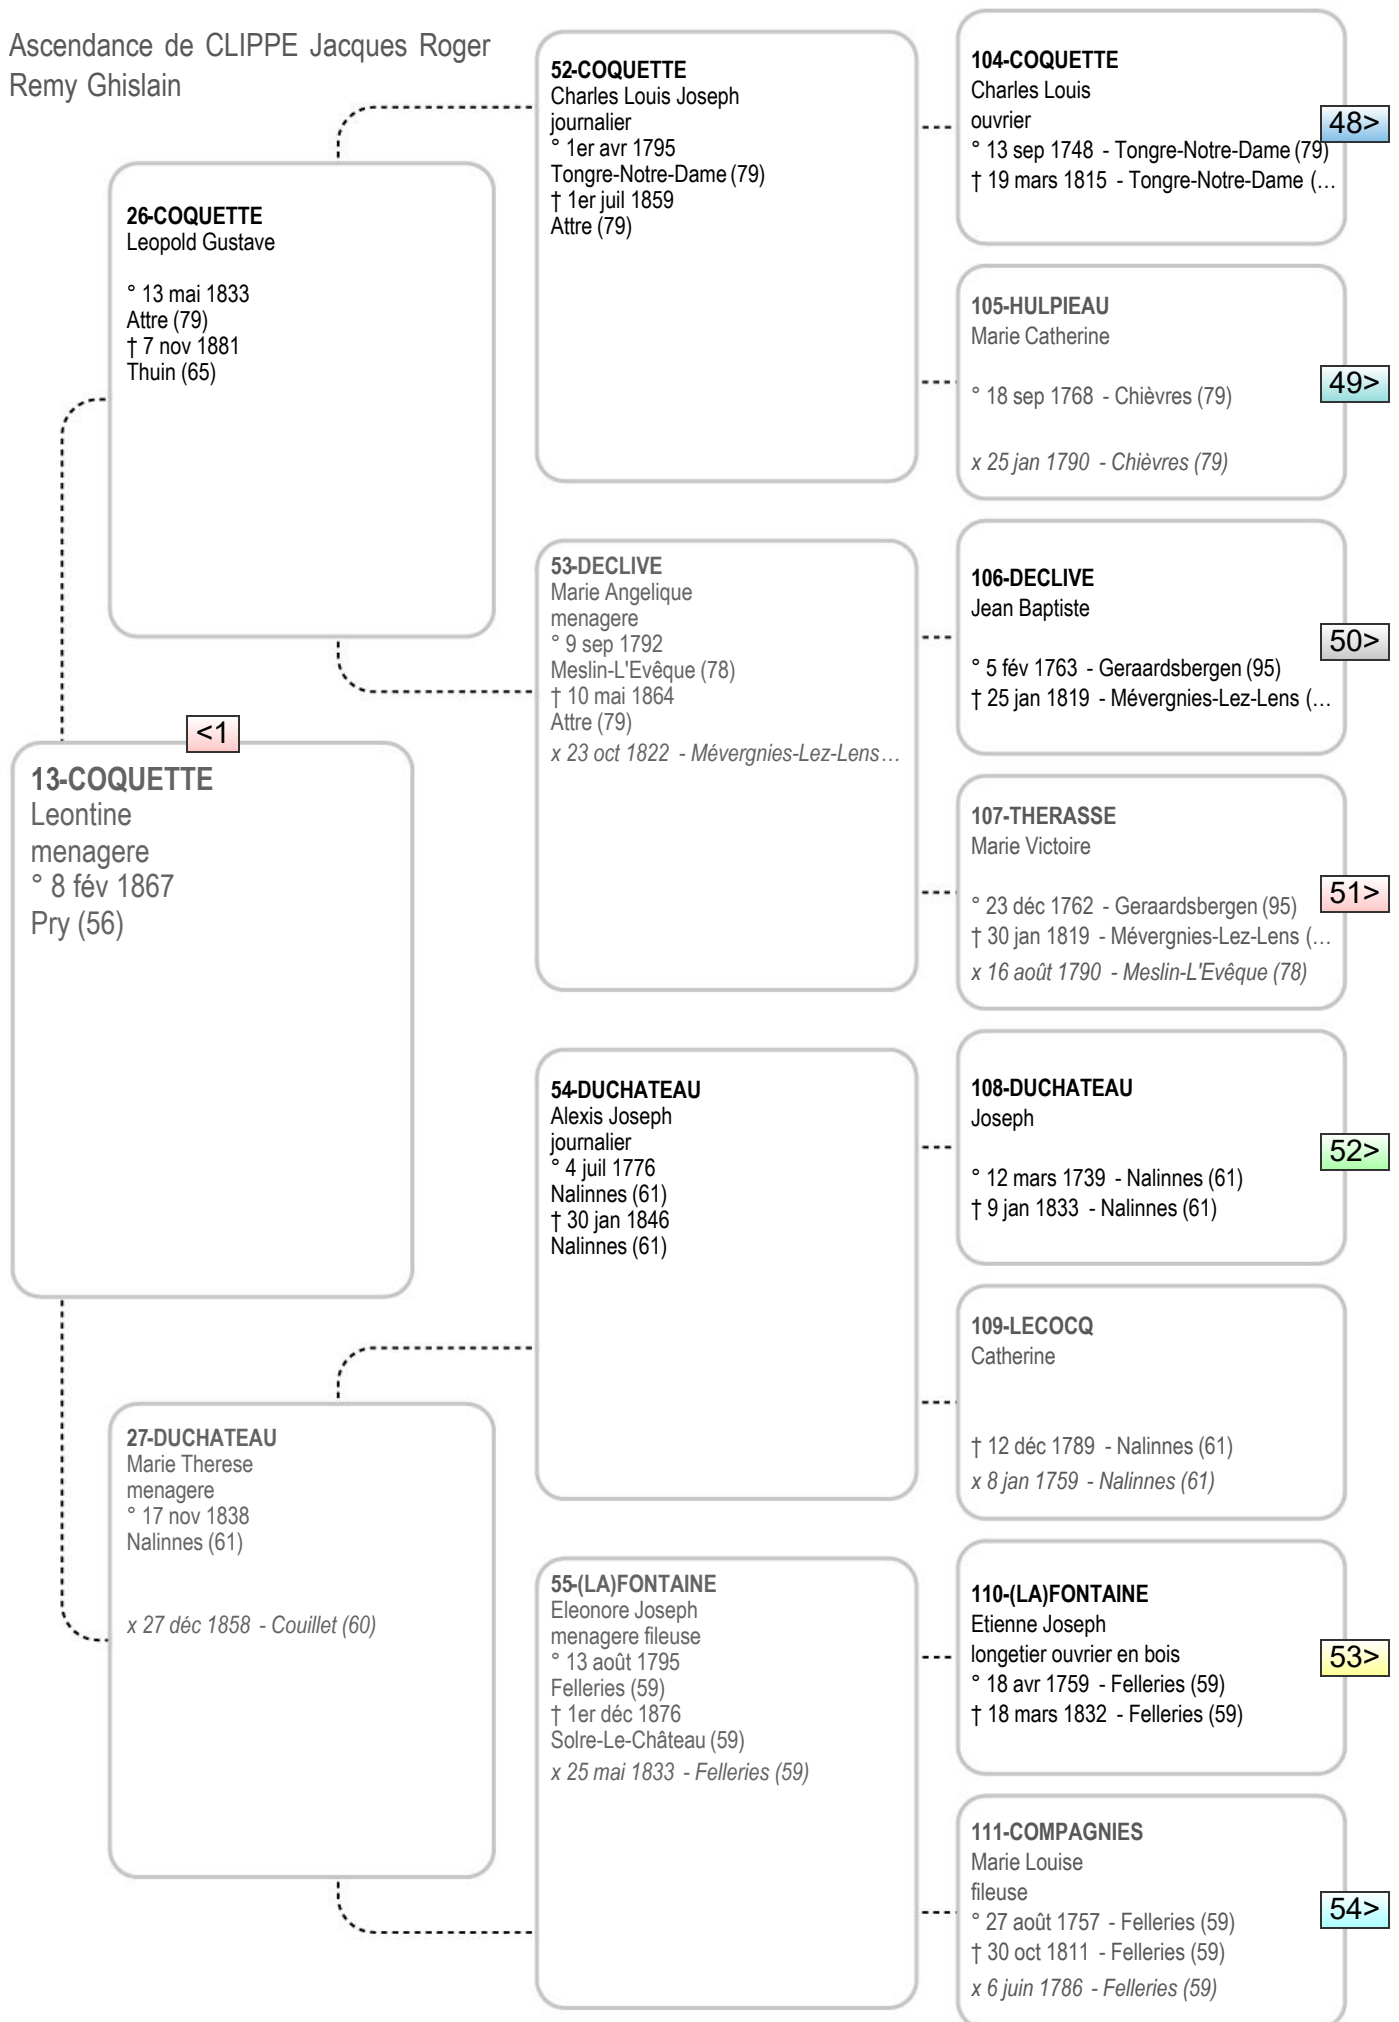 Ascendance de CLIPPE Jacques Roger
Remy Ghislain
<1
13-COQUETTE
Leontine
menagere
° 8 fév 1867
Pry (56)
26-COQUETTE
Leopold Gustave
° 13 mai 1833
Attre (79)
† 7 nov 1881
Thuin (65)
27-DUCHATEAU
Marie Therese
menagere
° 17 nov 1838
Nalinnes (61)
x 27 déc 1858 - Couillet (60)
52-COQUETTE
Charles Louis Joseph
journalier
° 1er avr 1795
Tongre-Notre-Dame (79)
† 1er juil 1859
Attre (79)
53-DECLIVE
Marie Angelique
menagere
° 9 sep 1792
Meslin-L'Evêque (78)
† 10 mai 1864
Attre (79)
x 23 oct 1822 - Mévergnies-Lez-Lens…
54-DUCHATEAU
Alexis Joseph
journalier
° 4 juil 1776
Nalinnes (61)
† 30 jan 1846
Nalinnes (61)
55-(LA)FONTAINE
Eleonore Joseph
menagere fileuse
° 13 août 1795
Felleries (59)
† 1er déc 1876
Solre-Le-Château (59)
x 25 mai 1833 - Felleries (59)
104-COQUETTE
Charles Louis
ouvrier
° 13 sep 1748 - Tongre-Notre-Dame (79)
† 19 mars 1815 - Tongre-Notre-Dame (…
48>
105-HULPIEAU
Marie Catherine
° 18 sep 1768 - Chièvres (79)
x 25 jan 1790 - Chièvres (79)
49>
106-DECLIVE
Jean Baptiste
° 5 fév 1763 - Geraardsbergen (95)
† 25 jan 1819 - Mévergnies-Lez-Lens (…
50>
107-THERASSE
Marie Victoire
° 23 déc 1762 - Geraardsbergen (95)
† 30 jan 1819 - Mévergnies-Lez-Lens (…
x 16 août 1790 - Meslin-L'Evêque (78)
51>
108-DUCHATEAU
Joseph
° 12 mars 1739 - Nalinnes (61)
† 9 jan 1833 - Nalinnes (61)
52>
109-LECOCQ
Catherine
† 12 déc 1789 - Nalinnes (61)
x 8 jan 1759 - Nalinnes (61)
110-(LA)FONTAINE
Etienne Joseph
longetier ouvrier en bois
° 18 avr 1759 - Felleries (59)
† 18 mars 1832 - Felleries (59)
53>
111-COMPAGNIES
Marie Louise
fileuse
° 27 août 1757 - Felleries (59)
† 30 oct 1811 - Felleries (59)
x 6 juin 1786 - Felleries (59)
54>